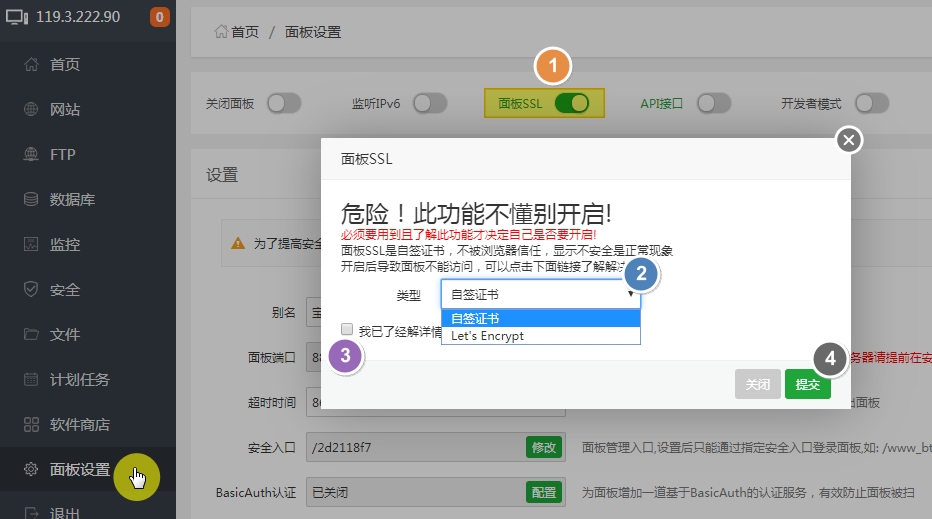 119.3.222.90
0
首页
网站
FTP
数据库
监控
安全
文件
计划任务
软件商店
面板设置
退出
首页 / 面板设置
1
关闭面板 监听IPv6 面板SSL API接口 开发者模式
设置
为了提高安全
别名
面板端口
务器请提前在安
超时时间
出面板
安全入口 /2d2118f7 修改 面板管理入口,设置后只能通过指定安全入口登录面板,如: /www_bt
BasicAuth认证 已关闭 配置 为面板增加一道基于BasicAuth的认证服务，有效防止面板被扫
面板SSL
危险！此功能不懂别开启!
必须要用到且了解此功能才决定自己是否要开启!
面板SSL是自签证书，不被浏览器信任，显示不安全是正常现象
开启后导致面板不能访问，可以点击下面链接了解解决
2
类型 自签证书
自签证书
Let's Encrypt
我已了经解详情
3
4
关闭 提交